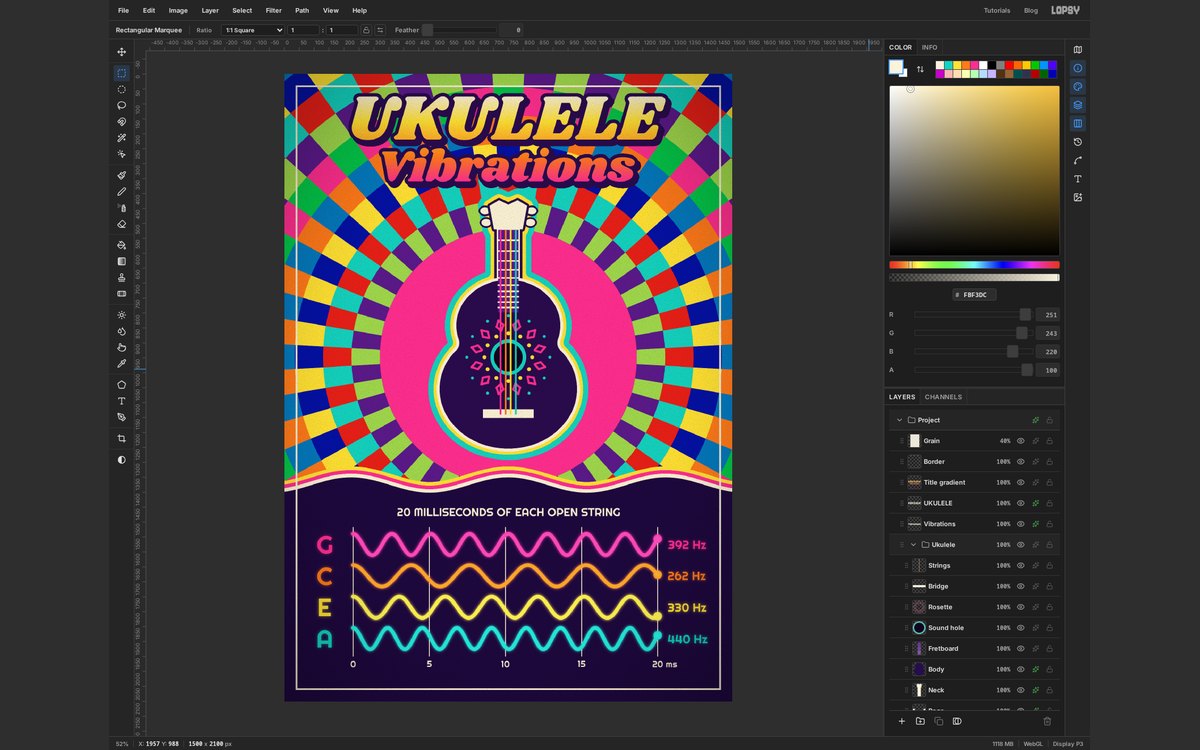 File Edit Image Layer Select Filter Path View Help Tutorials Blog LOPSY
Rectangular Marquee Ratio 1:1 Square 1 : 1 Feather 0
COLOR INFO
UKULELE
Vibrations
# FBF3DC
R 251
G 243
B 220
A 100
LAYERS CHANNELS
Project
Grain 40%
Border 100%
Title gradient 100%
UKULELE 100%
Vibrations 100%
Ukulele 100%
Strings 100%
Bridge 100%
Rosette 100%
Sound hole 100%
Fretboard 100%
Body 100%
Neck 100%
20 MILLISECONDS OF EACH OPEN STRING
G 392 Hz
C 262 Hz
E 330 Hz
A 440 Hz
0 5 10 15 20 ms
52% X: 1957 Y: 988 1500 x 2100 px 1118 MB WebGL Display P3